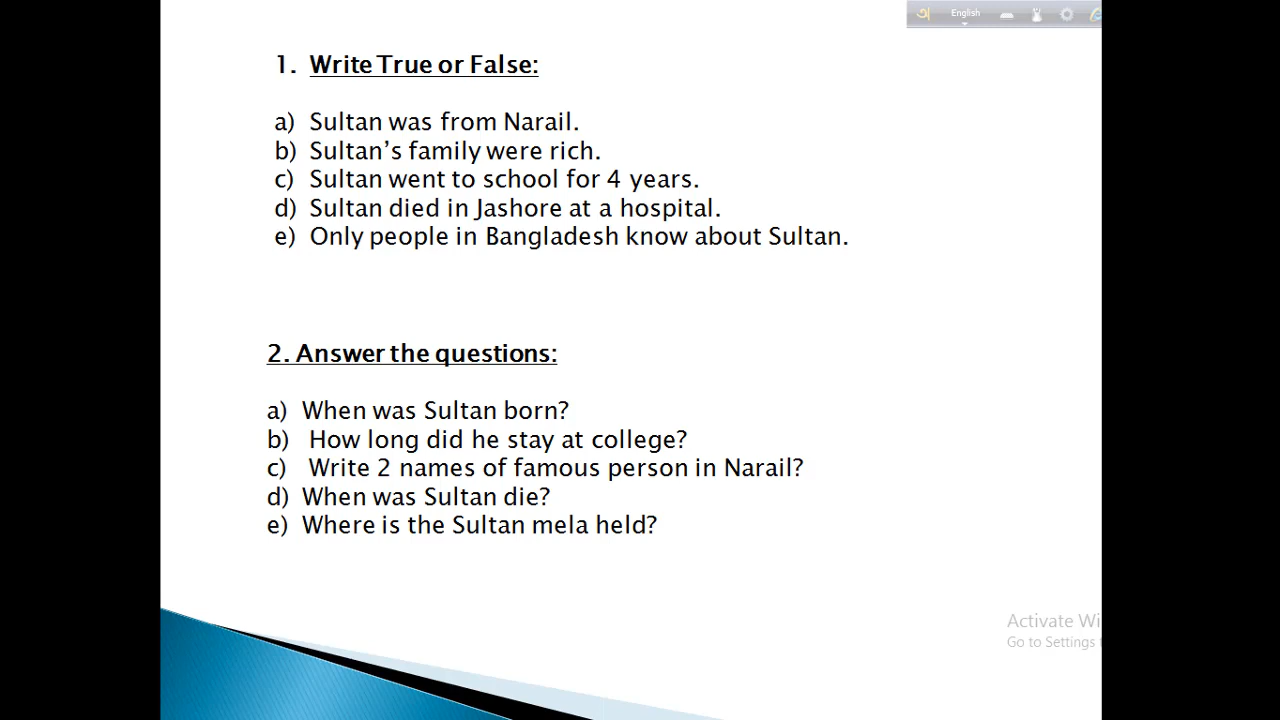 অ English
1. Write True or False:
a) Sultan was from Narail.
b) Sultan’s family were rich.
c) Sultan went to school for 4 years.
d) Sultan died in Jashore at a hospital.
e) Only people in Bangladesh know about Sultan.
2. Answer the questions:
a) When was Sultan born?
b) How long did he stay at college?
c) Write 2 names of famous person in Narail?
d) When was Sultan die?
e) Where is the Sultan mela held?
Activate Wi
Go to Settings